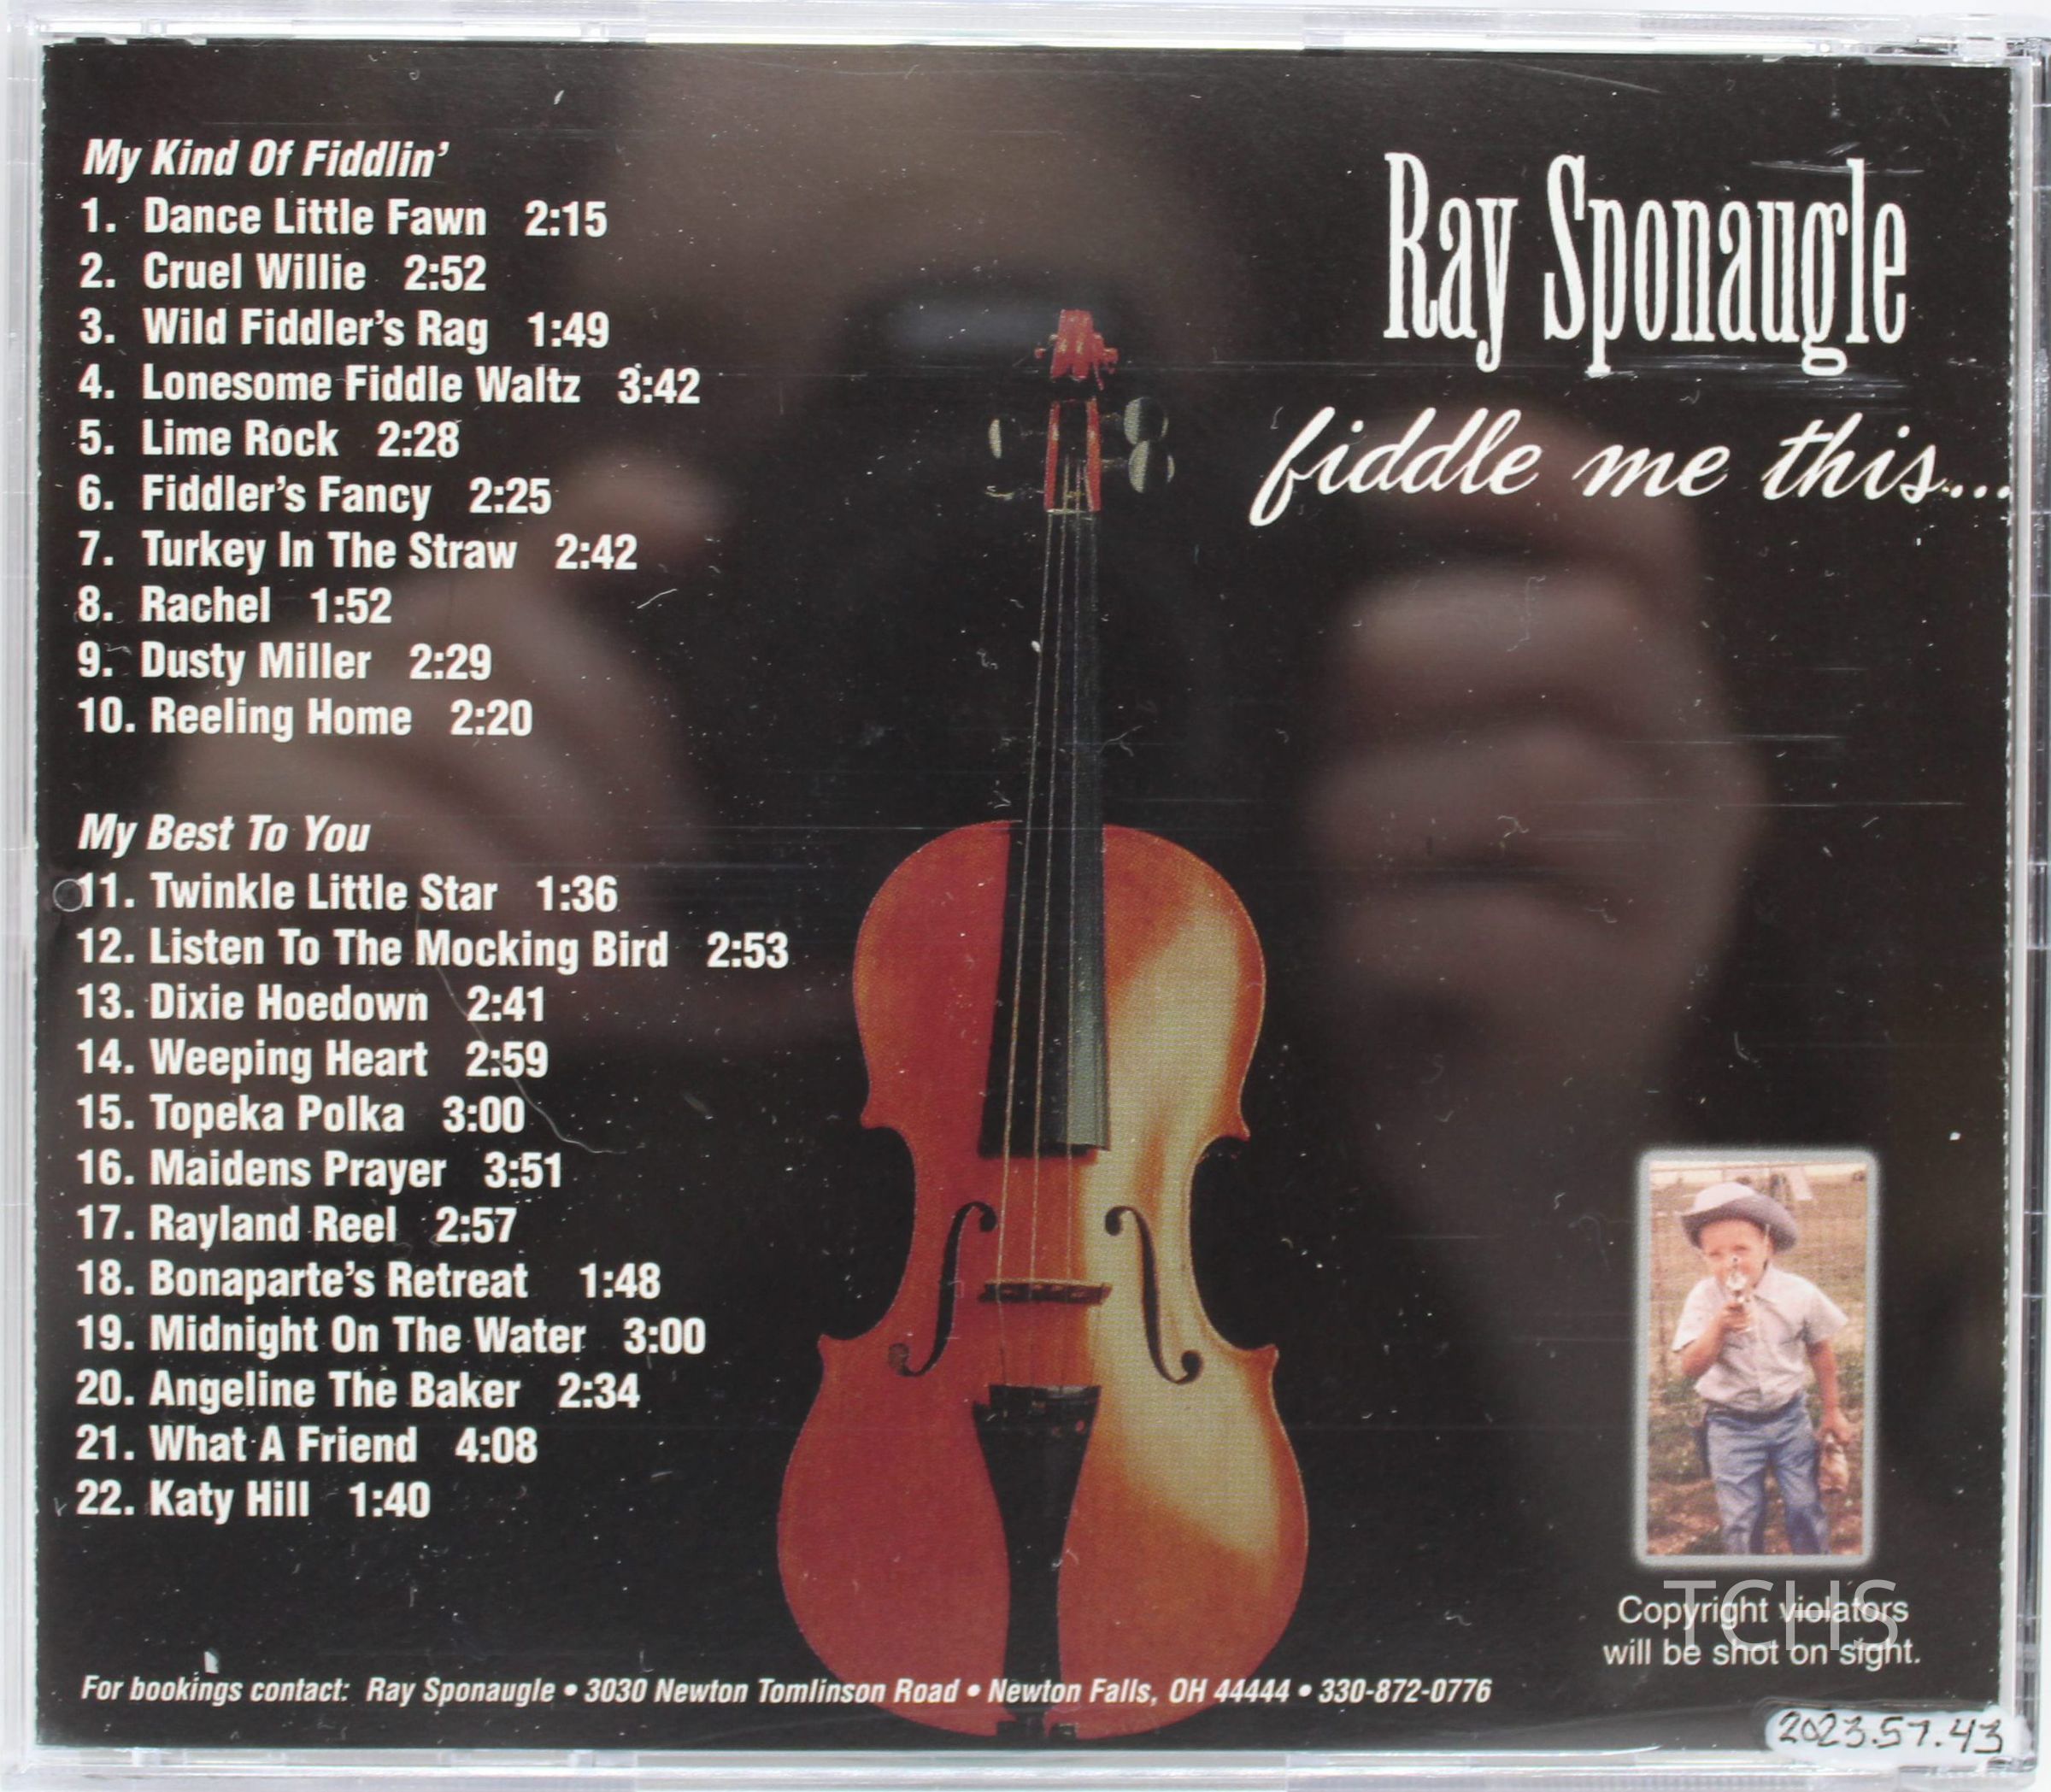 My Kind Of Fiddlin'
1. Dance Little Fawn 2:15
2. Cruel Willie 2:52
3. Wild Fiddler's Rag 1:49
4. Lonesome Fiddle Waltz 3:42
5. Lime Rock 2:28
6. Fiddler's Fancy 2:25
7. Turkey In The Straw 2:42
8. Rachel 1:52
9. Dusty Miller 2:29
10. Reeling Home 2:20
My Best To You
11. Twinkle Little Star 1:36
12. Listen To The Mocking Bird 2:53
13. Dixie Hoedown 2:41
14. Weeping Heart 2:59
15. Topeka Polka 3:00
16. Maidens Prayer 3:51
17. Rayland Reel 2:57
18. Bonaparte's Retreat 1:48
19. Midnight On The Water 3:00
20. Angeline The Baker 2:34
21. What A Friend 4:08
22. Katy Hill 1:40
Ray Sponaugle
fiddle me this...
TCHS
Copyright violators
will be shot on sight.
For bookings contact: Ray Sponaugle • 3030 Newton Tomlinson Road • Newton Falls, OH 44444 • 330-872-0776
2023.57.43